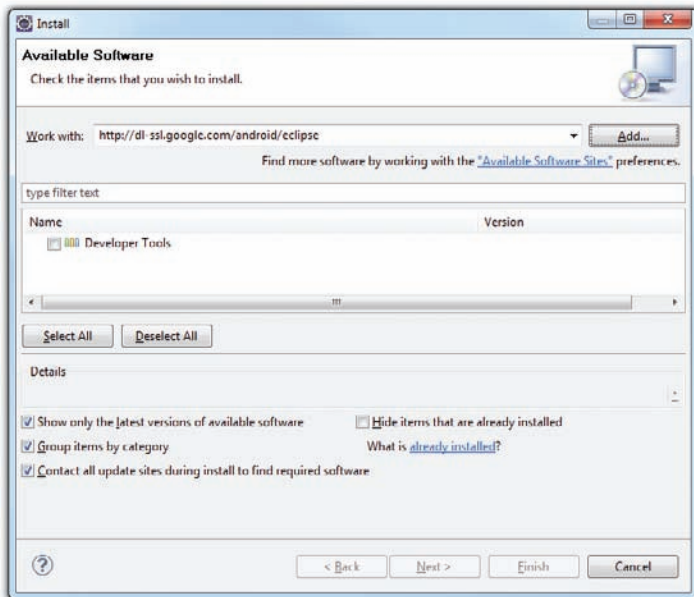 Install
Available Software
Check the items that you wish to install.
Work with: http://dl-ssl.google.com/android/eclipse Add...
Find more software by working with the "Available Software Sites" preferences.
type filter text
Name Version
Developer Tools
Select All Deselect All
Details
Show only the latest versions of available software Hide items that are already installed
Group items by category What is already installed?
Contact all update sites during install to find required software
? < Back Next > Finish Cancel